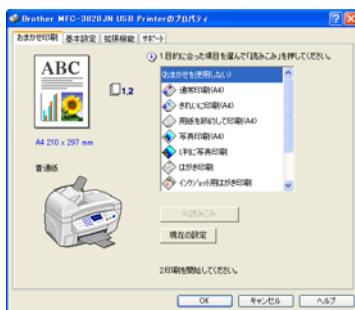 Brother MFC-3820JN USB Printerのプロパティ
おまかせ印刷 基本設定 拡張機能 サポート
ABC
1,2
A4 210 x 297 mm
普通紙
1.目的に合った項目を選んで「読みこみ」を押してください。
(おまかせを使用しない)
通常印刷(A4)
きれいに印刷(A4)
用紙を節約して印刷(A4)
写真印刷(A4)
L判に写真印刷
はがき印刷
インクジェット用はがき印刷
読みこみ
現在の設定
2.印刷を開始してください。
OK キャンセル ヘルプ